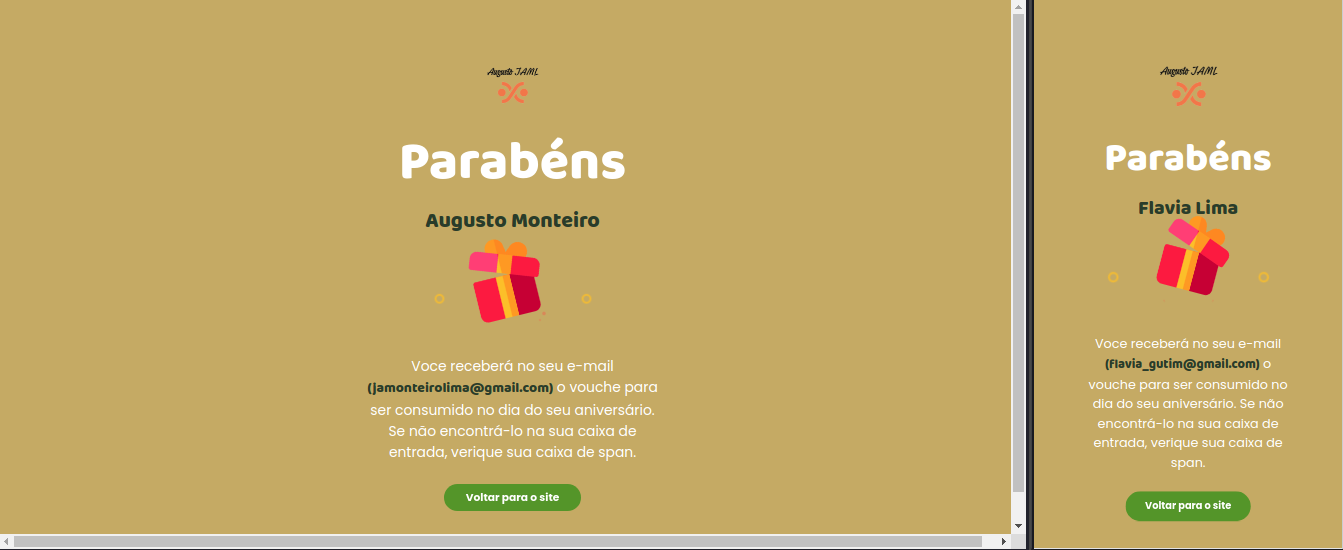 Augusto JAML
Parabéns
Augusto Monteiro
Voce receberá no seu e-mail
(jamonteirolima@gmail.com) o vouche para
ser consumido no dia do seu aniversário.
Se não encontrá-lo na sua caixa de
entrada, verique sua caixa de span.
Voltar para o site
Augusto JAML
Parabéns
Flavia Lima
Voce receberá no seu e-mail
(flavia_gutim@gmail.com) o
vouche para ser consumido no
dia do seu aniversário. Se não
encontrá-lo na sua caixa de
entrada, verique sua caixa de
span.
Voltar para o site